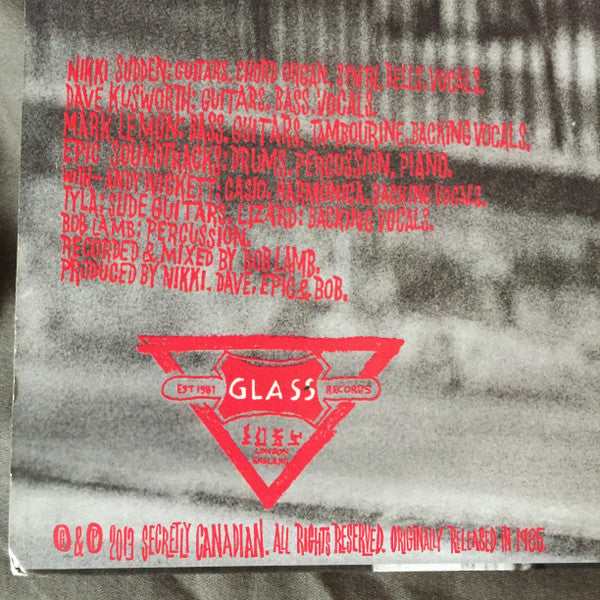 NIKKI SUDDEN: GUITARS, CHORD ORGAN, SYNTH, BELLS, VOCALS.
DAVE KUSWORTH: GUITARS, BASS, VOCALS.
MARK LEMON: BASS, GUITARS, TAMBOURINE, BACKING VOCALS.
EPIC SOUNDTRACKS: DRUMS, PERCUSSION, PIANO.
WITH- ANDY WICKETT: CASIO, HARMONICA, BACKING VOCALS.
TYLA: SLIDE GUITARS, LIZARD: BACKING VOCALS.
BOB LAMB: PERCUSSION.
RECORDED & MIXED BY BOB LAMB.
PRODUCED BY NIKKI, DAVE, EPIC & BOB.
EST 1981 GLASS RECORDS
LONDON
ENGLAND
& ℗ 2013 SECRETLY CANADIAN. ALL RIGHTS RESERVED. ORIGINALLY RELEASED IN 1985.